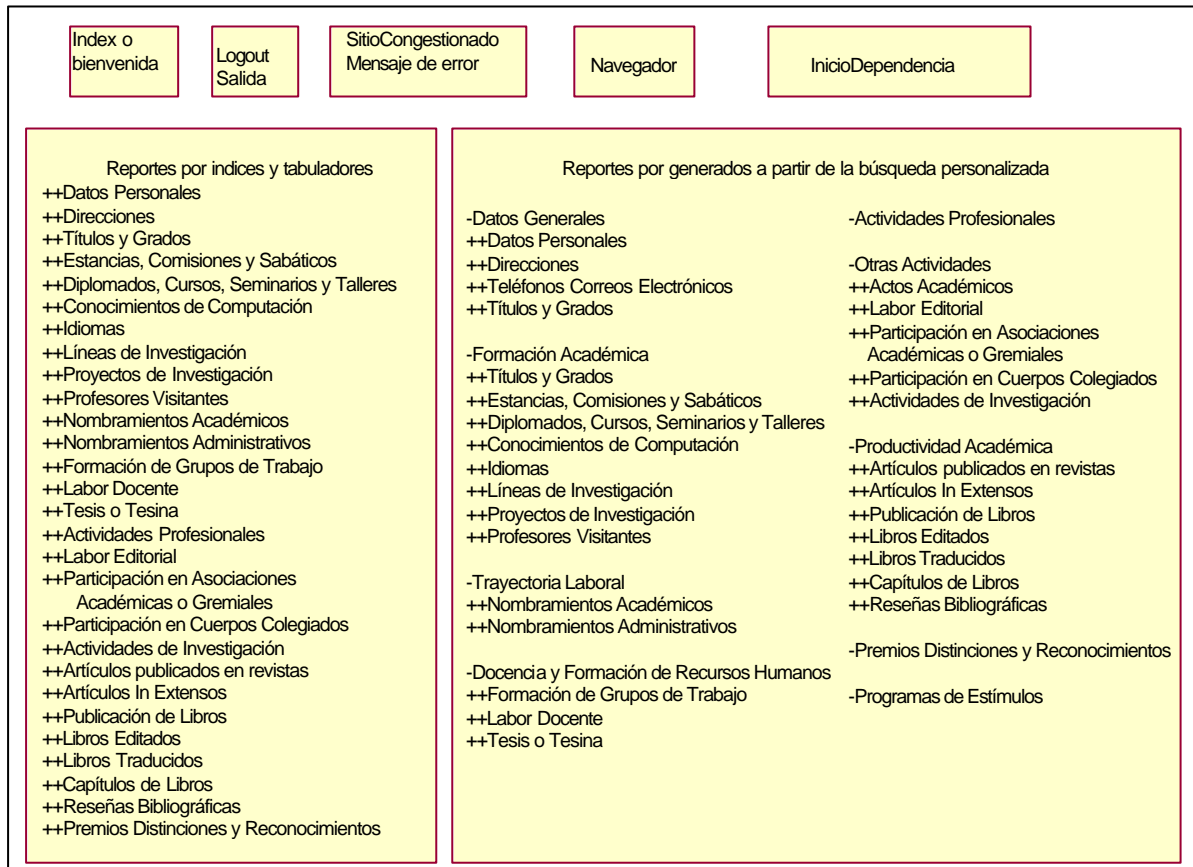 Index o
bienvenida
Logout
Salida
SitioCongestionado
Mensaje de error
Navegador
InicioDependencia
Reportes por indices y tabuladores
++Datos Personales
++Direcciones
++Títulos y Grados
++Estancias, Comisiones y Sabáticos
++Diplomados, Cursos, Seminarios y Talleres
++Conocimientos de Computación
++Idiomas
++Líneas de Investigación
++Proyectos de Investigación
++Profesores Visitantes
++Nombramientos Académicos
++Nombramientos Administrativos
++Formación de Grupos de Trabajo
++Labor Docente
++Tesis o Tesina
++Actividades Profesionales
++Labor Editorial
++Participación en Asociaciones
Académicas o Gremiales
++Participación en Cuerpos Colegiados
++Actividades de Investigación
++Artículos publicados en revistas
++Artículos In Extensos
++Publicación de Libros
++Libros Editados
++Libros Traducidos
++Capítulos de Libros
++Reseñas Bibliográficas
++Premios Distinciones y Reconocimientos
Reportes por generados a partir de la búsqueda personalizada
-Datos Generales
++Datos Personales
++Direcciones
++Teléfonos Correos Electrónicos
++Títulos y Grados
-Formación Académica
++Títulos y Grados
++Estancias, Comisiones y Sabáticos
++Diplomados, Cursos, Seminarios y Talleres
++Conocimientos de Computación
++Idiomas
++Líneas de Investigación
++Proyectos de Investigación
++Profesores Visitantes
-Trayectoria Laboral
++Nombramientos Académicos
++Nombramientos Administrativos
-Docencia y Formación de Recursos Humanos
++Formación de Grupos de Trabajo
++Labor Docente
++Tesis o Tesina
-Actividades Profesionales
-Otras Actividades
++Actos Académicos
++Labor Editorial
++Participación en Asociaciones
Académicas o Gremiales
++Participación en Cuerpos Colegiados
++Actividades de Investigación
-Productividad Académica
++Artículos publicados en revistas
++Artículos In Extensos
++Publicación de Libros
++Libros Editados
++Libros Traducidos
++Capítulos de Libros
++Reseñas Bibliográficas
-Premios Distinciones y Reconocimientos
-Programas de Estímulos